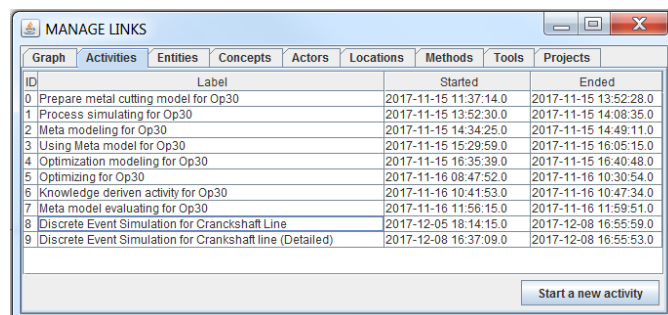 MANAGE LINKS
Graph Activities Entities Concepts Actors Locations Methods Tools Projects
ID Label Started Ended
0 Prepare metal cutting model for Op30 2017-11-15 11:37:14.0 2017-11-15 13:52:28.0
1 Process simulating for Op30 2017-11-15 13:52:30.0 2017-11-15 14:08:35.0
2 Meta modeling for Op30 2017-11-15 14:34:25.0 2017-11-15 14:49:11.0
3 Using Meta model for Op30 2017-11-15 15:29:59.0 2017-11-15 16:05:15.0
4 Optimization modeling for Op30 2017-11-15 16:35:39.0 2017-11-15 16:40:48.0
5 Optimizing for Op30 2017-11-16 08:47:52.0 2017-11-16 10:30:54.0
6 Knowledge deriven activity for Op30 2017-11-16 10:41:53.0 2017-11-16 10:47:34.0
7 Meta model evaluating for Op30 2017-11-16 11:56:15.0 2017-11-16 11:59:51.0
8 Discrete Event Simulation for Cranckshaft Line 2017-12-05 18:14:15.0 2017-12-08 16:55:59.0
9 Discrete Event Simulation for Crankshaft line (Detailed) 2017-12-08 16:37:09.0 2017-12-08 16:55:53.0
Start a new activity